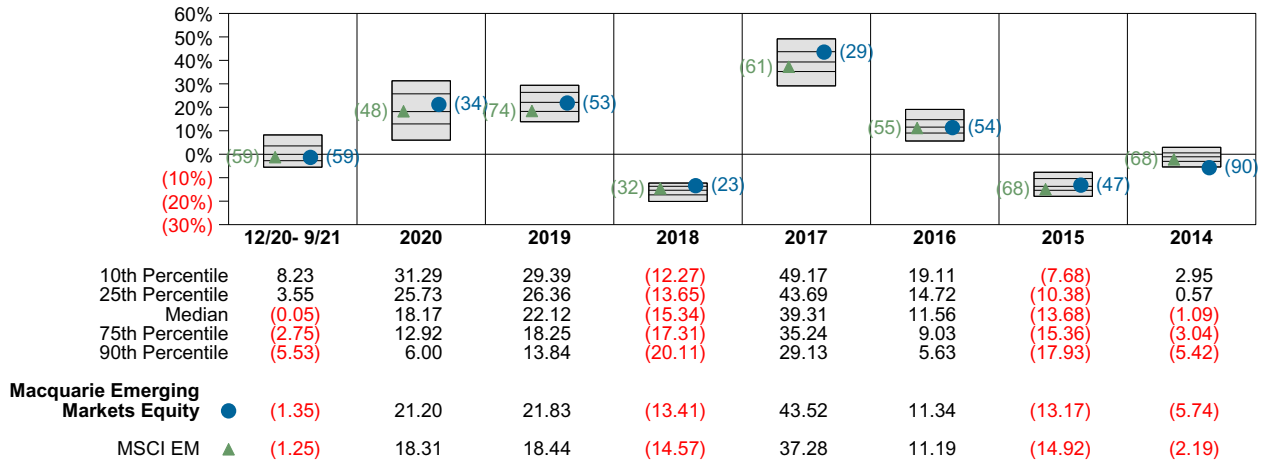 60%
50%
40%
30%
20%
10%
0%
(10%)
(20%)
(30%)
(59) (59)
(48) (34)
(74) (53)
(32) (23)
(61) (29)
(55) (54)
(68) (47)
(68) (90)
12/20- 9/21 2020 2019 2018 2017 2016 2015 2014
10th Percentile 8.23 31.29 29.39 (12.27) 49.17 19.11 (7.68) 2.95
25th Percentile 3.55 25.73 26.36 (13.65) 43.69 14.72 (10.38) 0.57
Median (0.05) 18.17 22.12 (15.34) 39.31 11.56 (13.68) (1.09)
75th Percentile (2.75) 12.92 18.25 (17.31) 35.24 9.03 (15.36) (3.04)
90th Percentile (5.53) 6.00 13.84 (20.11) 29.13 5.63 (17.93) (5.42)
Macquarie Emerging
Markets Equity (1.35) 21.20 21.83 (13.41) 43.52 11.34 (13.17) (5.74)
MSCI EM (1.25) 18.31 18.44 (14.57) 37.28 11.19 (14.92) (2.19)